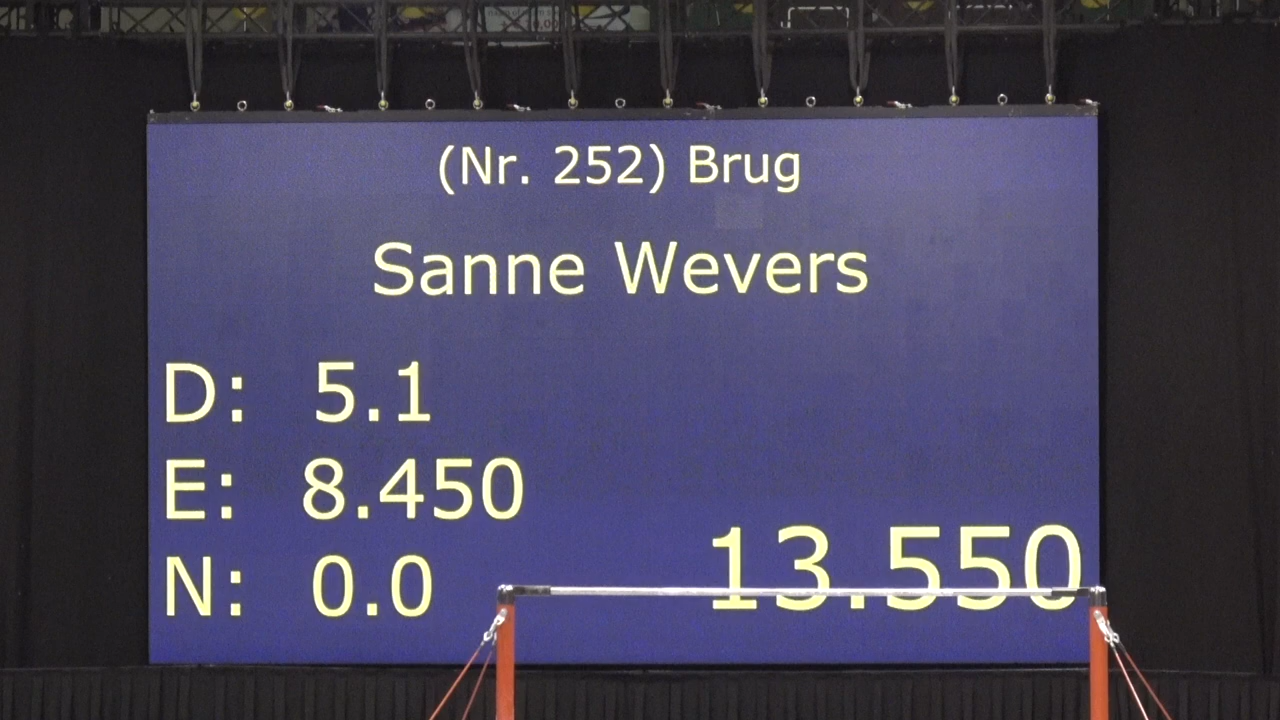 (Nr. 252) Brug
Sanne Wevers
D: 5.1
E: 8.450
N: 0.0
13.550